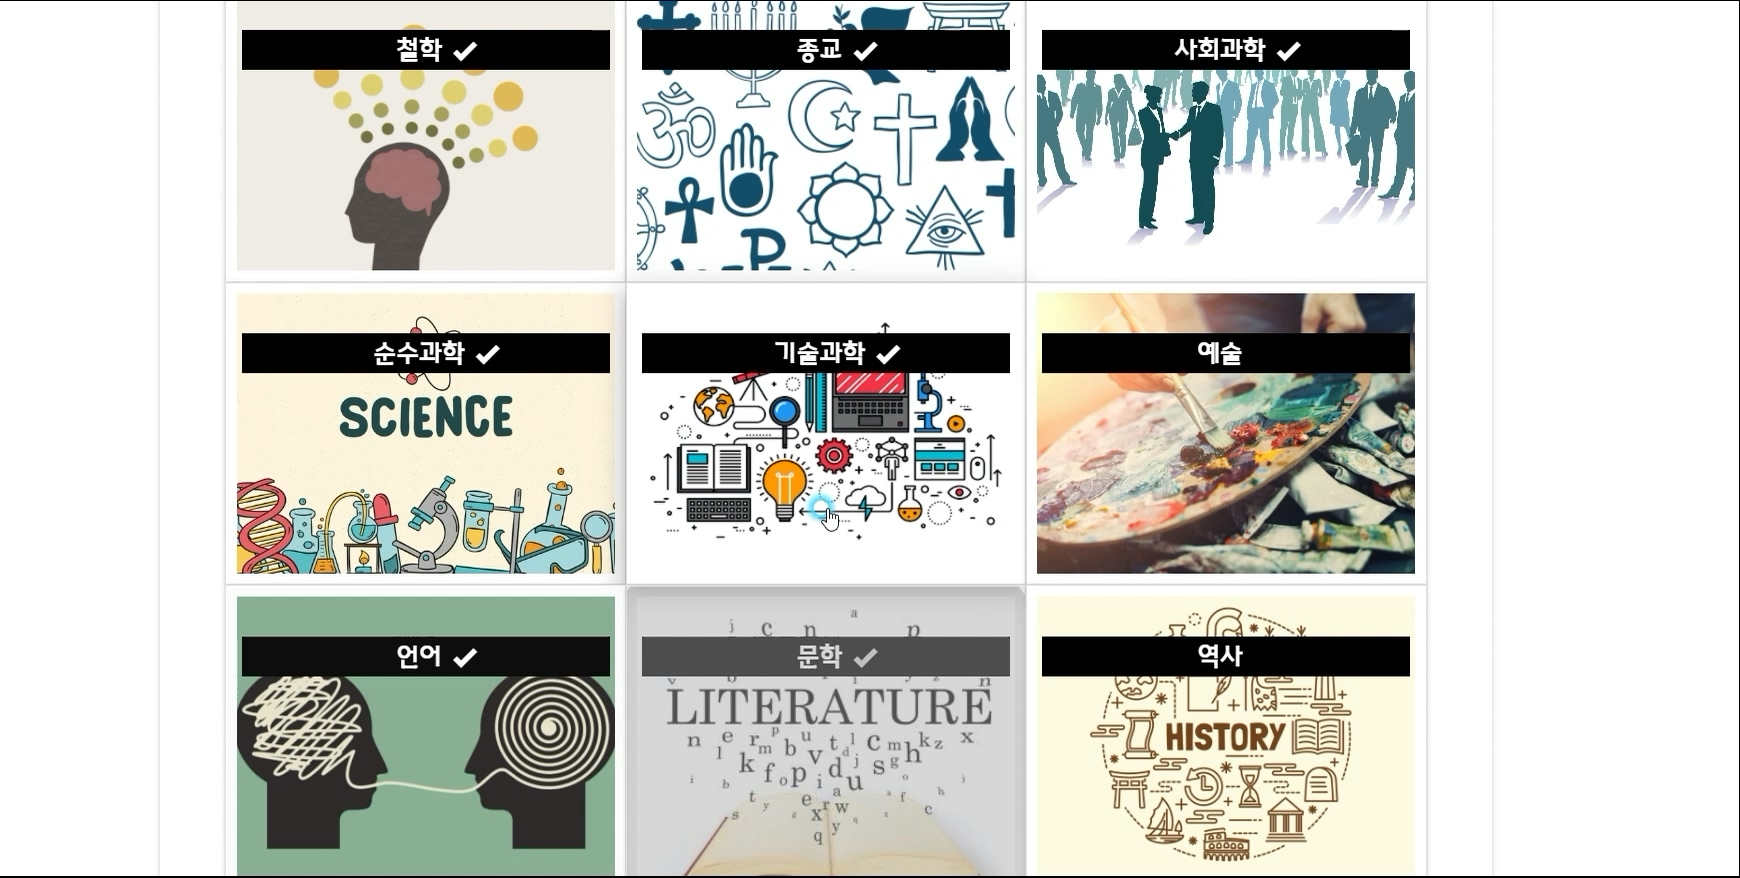 철학 ✔
종교 ✔
사회과학 ✔
순수과학 ✔
기술과학 ✔
예술
SCIENCE
언어 ✔
문학 ✔
역사
LITERATURE
HISTORY